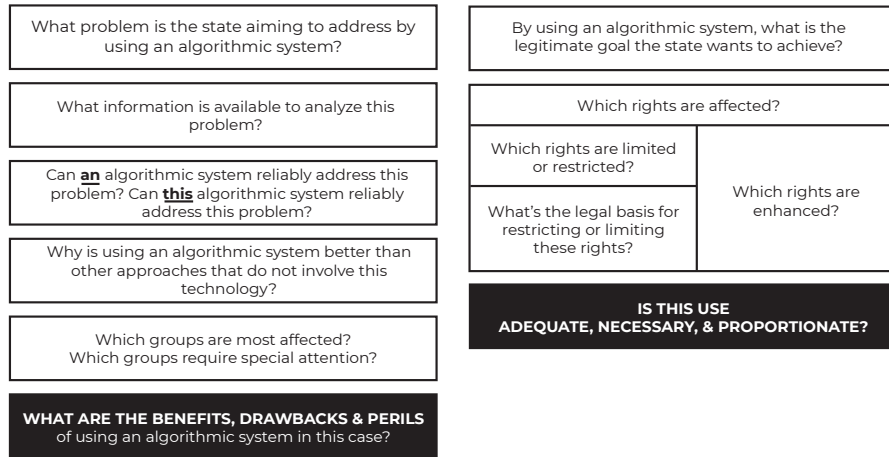 What problem is the state aiming to address by
using an algorithmic system?
What information is available to analyze this
problem?
Can an algorithmic system reliably address this
problem? Can this algorithmic system reliably
address this problem?
Why is using an algorithmic system better than
other approaches that do not involve this
technology?
Which groups are most affected?
Which groups require special attention?
WHAT ARE THE BENEFITS, DRAWBACKS & PERILS
of using an algorithmic system in this case?
By using an algorithmic system, what is the
legitimate goal the state wants to achieve?
Which rights are affected?
Which rights are limited
or restricted?
What's the legal basis for
restricting or limiting
these rights?
Which rights are
enhanced?
IS THIS USE
ADEQUATE, NECESSARY, & PROPORTIONATE?